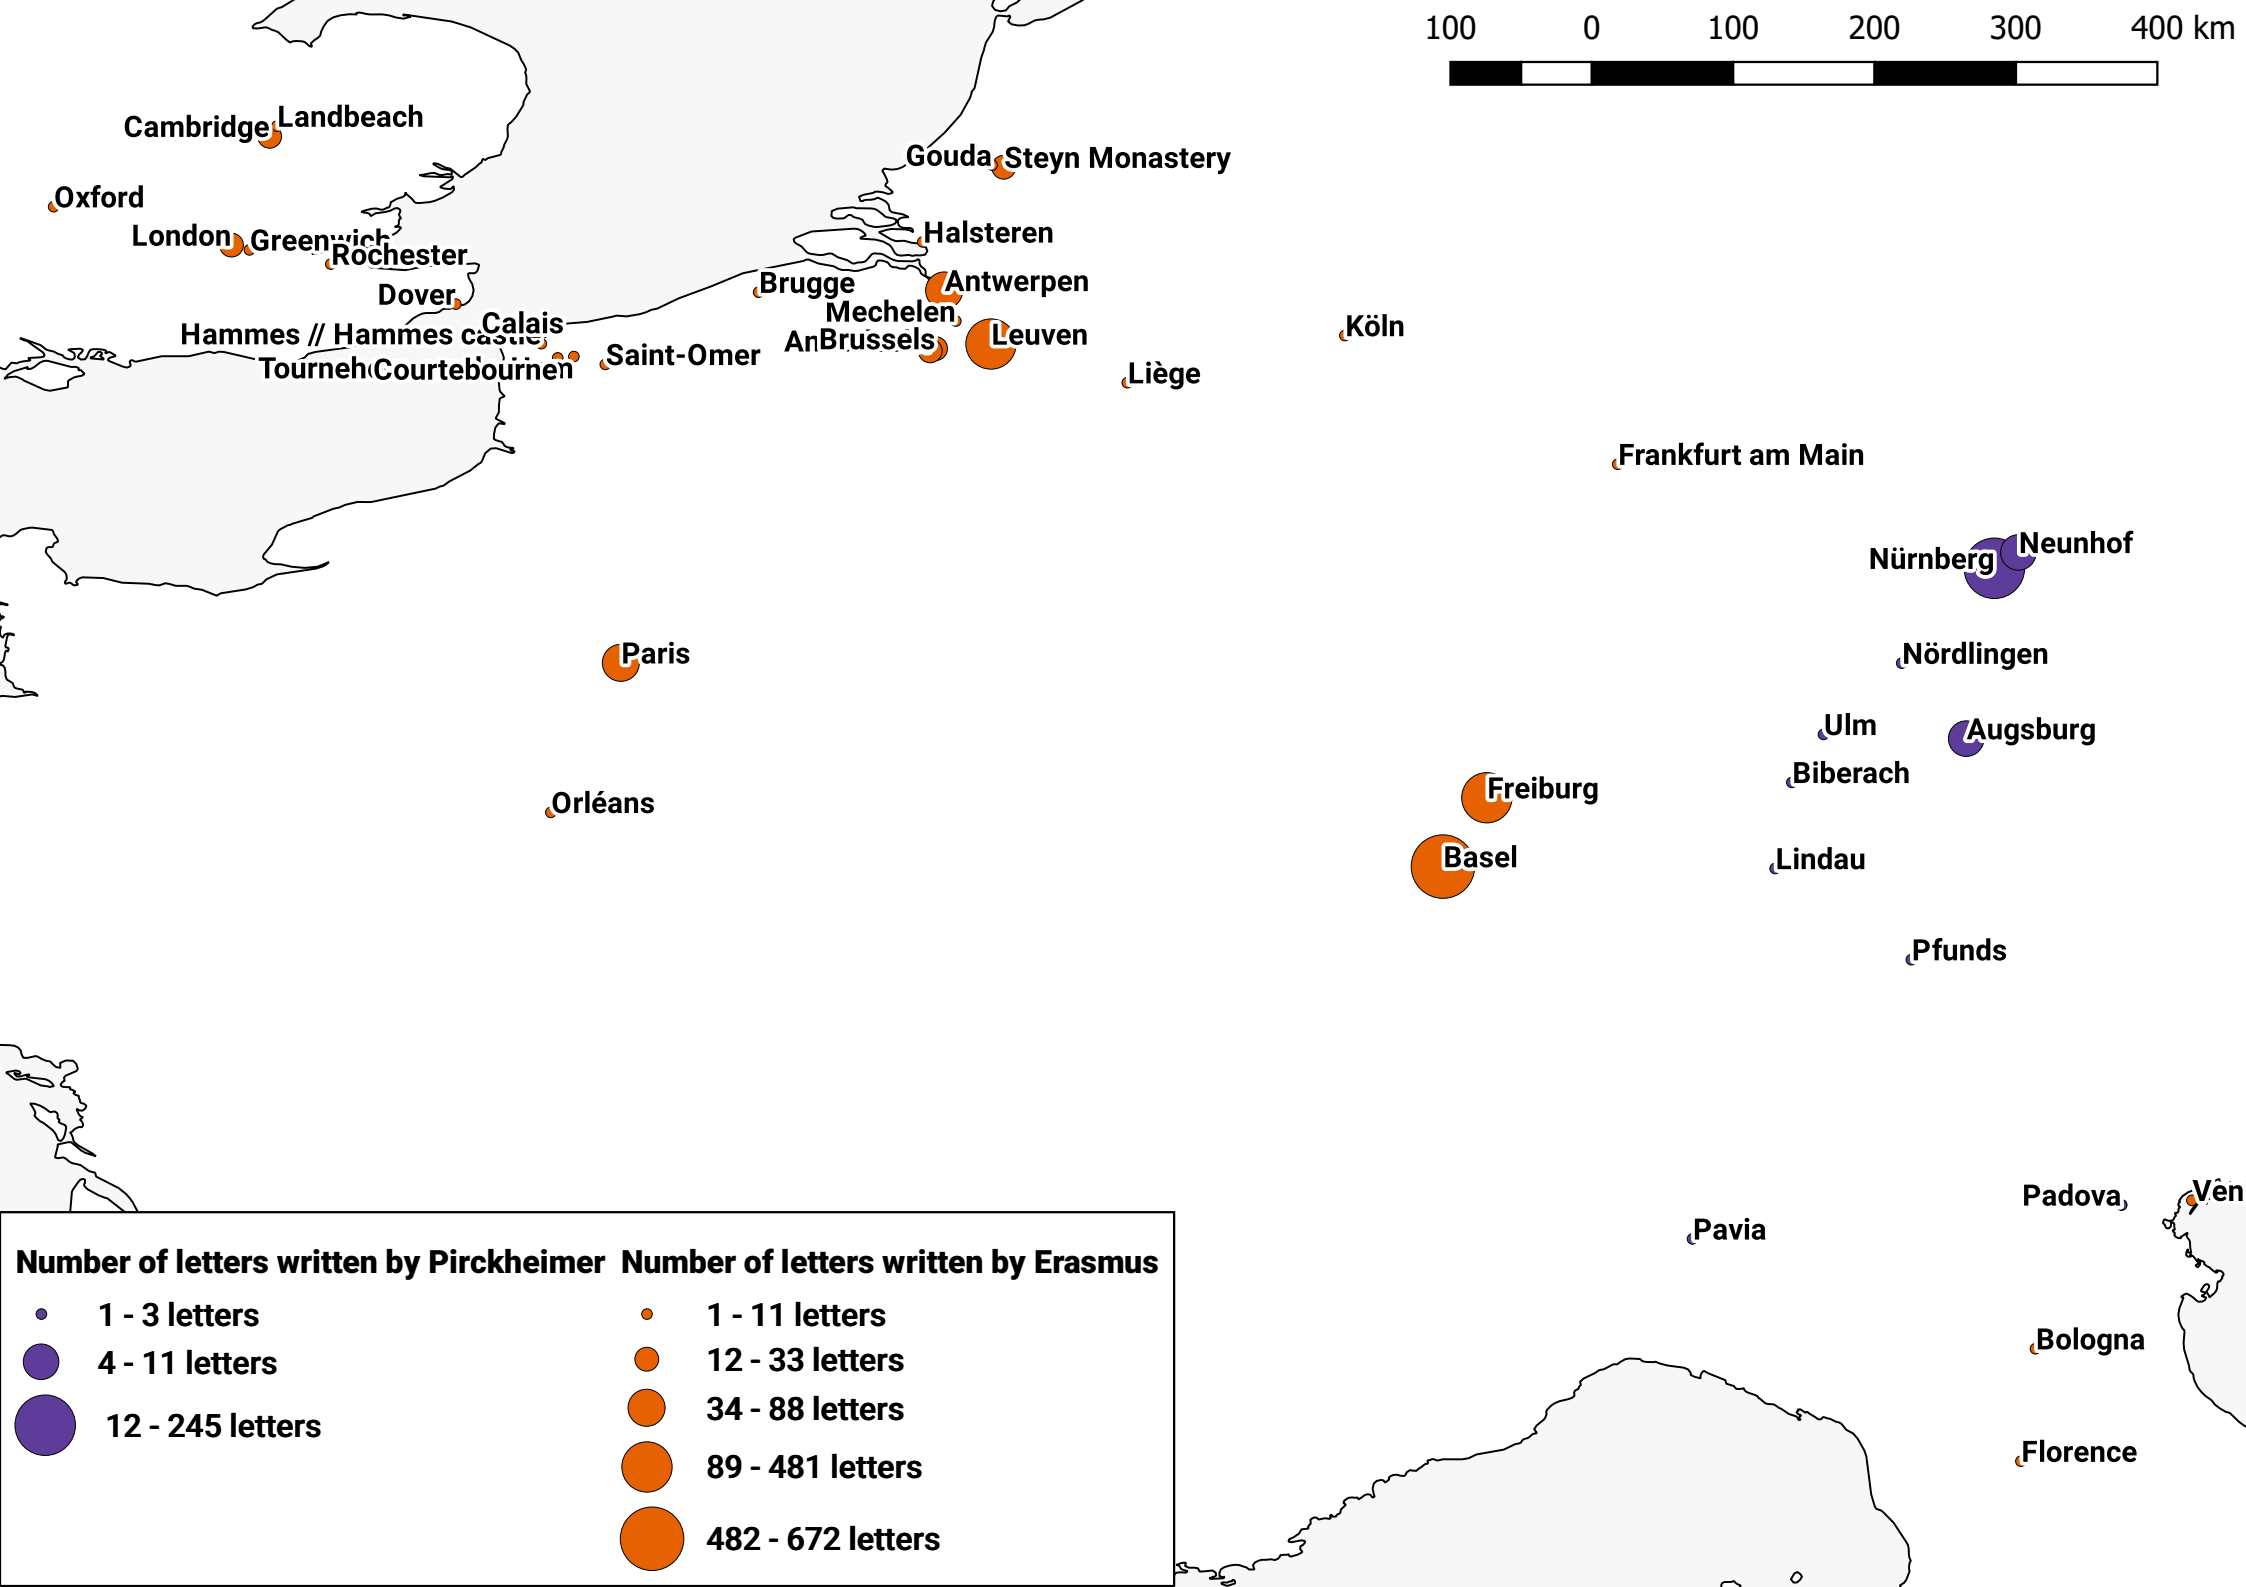 100 0 100 200 300 400 km
Landbeach
Cambridge
Gouda
Steyn Monastery
Oxford
London
Greenwich
Rochester
Halsteren
Dover
Brugge
Antwerpen
Mechelen
Calais
Hammes // Hammes castle
Brussels
Leuven
Köln
Saint-Omer
Courtebourne
Liège
Frankfurt am Main
Neunhof
Nürnberg
Paris
Nördlingen
Ulm
Augsburg
Biberach
Freiburg
Orléans
Basel
Lindau
Pfunds
Padova
Ven
Pavia
Bologna
Florence
Number of letters written by Pirckheimer
1 - 3 letters
4 - 11 letters
12 - 245 letters
Number of letters written by Erasmus
1 - 11 letters
12 - 33 letters
34 - 88 letters
89 - 481 letters
482 - 672 letters